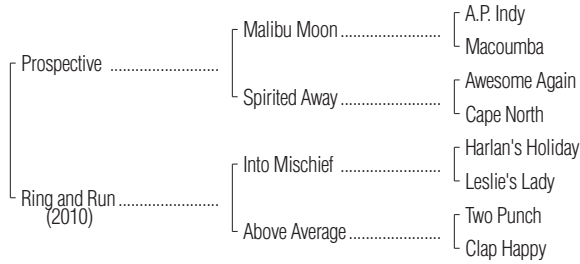 A.P. Indy
Malibu Moon
Macoumba
Prospective
Awesome Again
Spirited Away
Cape North
Harlan's Holiday
Into Mischief
Leslie's Lady
Ring and Run
(2010)
Two Punch
Above Average
Clap Happy